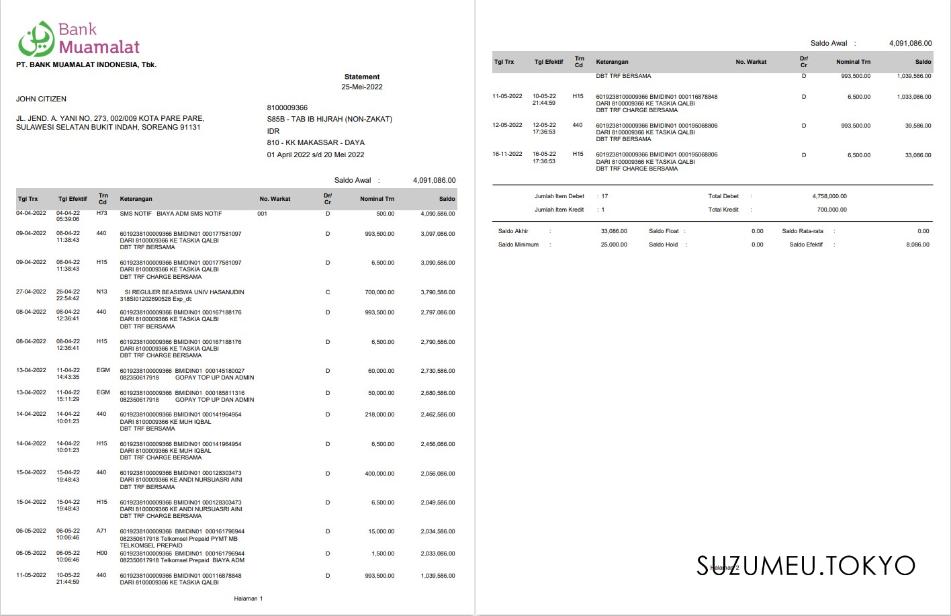 Bank
Muamalat
PT. BANK MUAMALAT INDONESIA, Tbk.
Statement
25-Mei-2022
JOHN CITIZEN
8100009366
JL. JEND. A. YANI NO. 273, 002/009 KOTA PARE PARE,
SULAWESI SELATAN BUKIT INDAH, SOREANG 91131
S85B - TAB IB HIJRAH (NON-ZAKAT)
IDR
810 - KK MAKASSAR - DAYA
01 April 2022 s/d 20 Mei 2022
Saldo Awal : 4,091,086.00
Tgl Trx Tgl Efektif Trn Cd Keterangan No. Warkat Dr/ Cr Nominal Trn Saldo
04-04-2022 04-04-22 H73 SMS NOTIF BIAYA ADM SMS NOTIF 001 D 500.00 4,090,586.00
05:39:06
09-04-2022 08-04-22 440 6019238100009366 BMIDIN01 000177581097 D 993,500.00 3,097,086.00
11:38:43 DARI 8100009366 KE TASKIA QALBI
DBT TRF BERSAMA
09-04-2022 08-04-22 H15 6019238100009366 BMIDIN01 000177581097 D 6,500.00 3,090,586.00
11:38:43 DARI 8100009366 KE TASKIA QALBI
DBT TRF CHARGE BERSAMA
27-04-2022 26-04-22 N13 SI REGULER BEASISWA UNIV HASANUDIN C 700,000.00 3,790,586.00
22:54:42 318SI01202890528 Exp_dt
08-04-2022 08-04-22 440 6019238100009366 BMIDIN01 000167188176 D 993,500.00 2,797,086.00
12:36:41 DARI 8100009366 KE TASKIA QALBI
DBT TRF BERSAMA
08-04-2022 08-04-22 H15 6019238100009366 BMIDIN01 000167188176 D 6,500.00 2,790,586.00
12:36:41 DARI 8100009366 KE TASKIA QALBI
DBT TRF CHARGE BERSAMA
13-04-2022 11-04-22 EGM 6019238100009366 BMIDIN01 000145180027 D 60,000.00 2,730,586.00
14:43:35 082350617918 GOPAY TOP UP DAN ADMIN
13-04-2022 11-04-22 EGM 6019238100009366 BMIDIN01 000185811316 D 50,000.00 2,680,586.00
15:11:29 082350617918 GOPAY TOP UP DAN ADMIN
14-04-2022 14-04-22 440 6019238100009366 BMIDIN01 000141964954 D 218,000.00 2,462,586.00
10:01:23 DARI 8100009366 KE MUH IQBAL
DBT TRF BERSAMA
14-04-2022 14-04-22 H15 6019238100009366 BMIDIN01 000141964954 D 6,500.00 2,456,086.00
10:01:23 DARI 8100009366 KE MUH IQBAL
DBT TRF CHARGE BERSAMA
15-04-2022 15-04-22 440 6019238100009366 BMIDIN01 000128303473 D 400,000.00 2,056,086.00
19:48:43 DARI 8100009366 KE ANDI NURSUASRI AINI
DBT TRF BERSAMA
15-04-2022 15-04-22 H15 6019238100009366 BMIDIN01 000128303473 D 6,500.00 2,049,586.00
19:48:43 DARI 8100009366 KE ANDI NURSUASRI AINI
DBT TRF CHARGE BERSAMA
06-05-2022 06-05-22 A71 6019238100009366 BMIDIN01 000161796944 D 15,000.00 2,034,586.00
10:06:46 082350617918 Telkomsel Prepaid PYMT MB
TELKOMSEL PREPAID
06-05-2022 06-05-22 H00 6019238100009366 BMIDIN01 000161796944 D 1,500.00 2,033,086.00
10:06:46 082350617918 Telkomsel Prepaid BIAYA ADM
11-05-2022 10-05-22 440 6019238100009366 BMIDIN01 000116878848 D 993,500.00 1,039,586.00
21:44:59 DARI 8100009366 KE TASKIA QALBI
Halaman 1
Saldo Awal : 4,091,086.00
Tgl Trx Tgl Efektif Trn Cd Keterangan No. Warkat Dr/ Cr Nominal Trn Saldo
DBT TRF BERSAMA D 993,500.00 1,039,586.00
11-05-2022 10-05-22 H15 6019238100009366 BMIDIN01 000116878848 D 6,500.00 1,033,086.00
21:44:59 DARI 8100009366 KE TASKIA QALBI
DBT TRF CHARGE BERSAMA
12-05-2022 12-05-22 440 6019238100009366 BMIDIN01 000195068806 D 993,500.00 39,586.00
17:36:53 DARI 8100009366 KE TASKIA QALBI
DBT TRF BERSAMA
16-11-2022 16-05-22 H15 6019238100009366 BMIDIN01 000195068806 D 6,500.00 33,086.00
17:36:53 DARI 8100009366 KE TASKIA QALBI
DBT TRF CHARGE BERSAMA
Jumlah Item Debet : 17 Total Debet : 4,758,000.00
Jumlah Item Kredit : 1 Total Kredit : 700,000.00
Saldo Akhir : 33,086.00 Saldo Float : 0.00 Saldo Rata-rata : 0.00
Saldo Minimum : 25,000.00 Saldo Hold : 0.00 Saldo Efektif : 8,086.00
Halaman 2
SUZUMEU.TOKYO